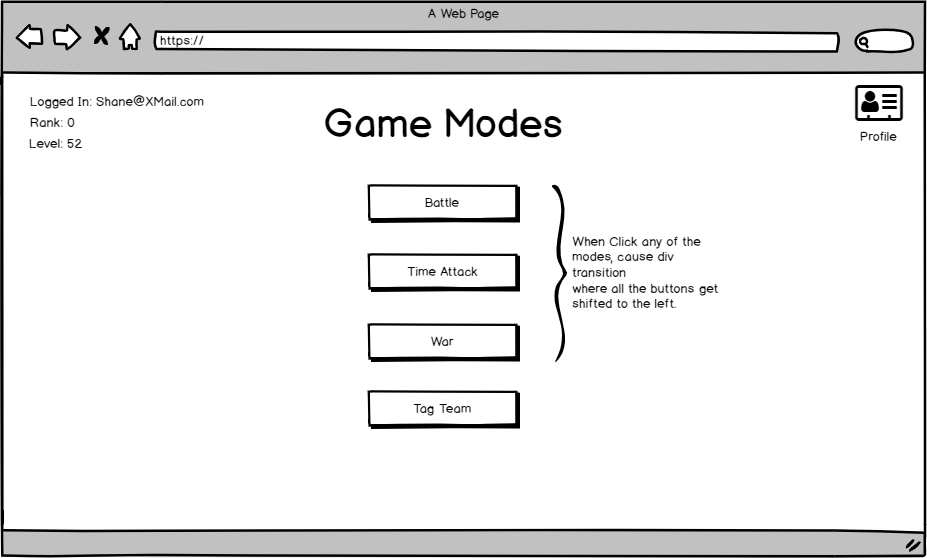 A Web Page
https://
Logged In: Shane@XMail.com
Rank: 0
Level: 52
Game Modes
Profile
Battle
Time Attack
War
Tag Team
When Click any of the
modes, cause div
transition
where all the buttons get
shifted to the left.